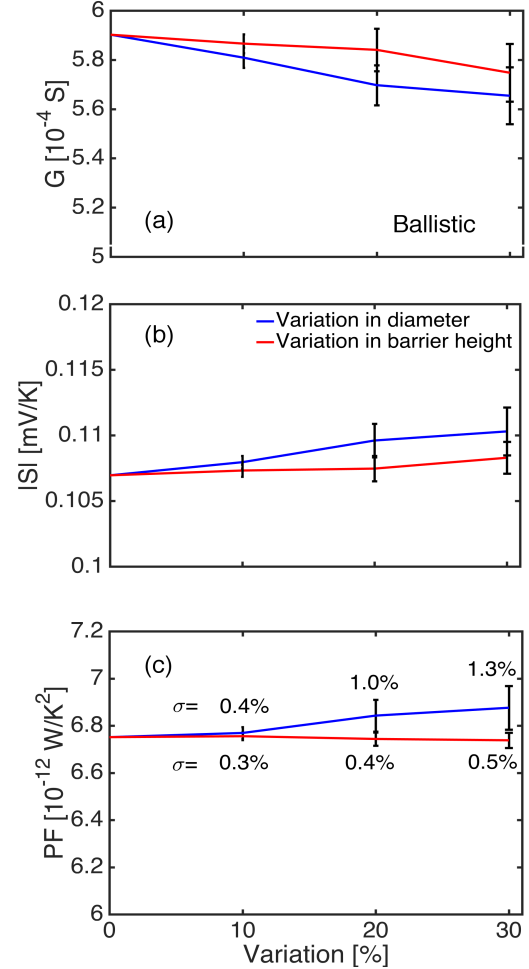 6
5.8
5.6
5.4
5.2
5
G [10⁻⁴ S]
(a)
Ballistic
0.12
0.115
0.11
0.105
0.1
ISI [mV/K]
(b)
Variation in diameter
Variation in barrier height
7.2
7
6.8
6.6
6.4
6.2
6
PF [10⁻¹² W/K²]
(c)
σ= 0.4% 1.0% 1.3%
σ= 0.3% 0.4% 0.5%
0 10 20 30
Variation [%]